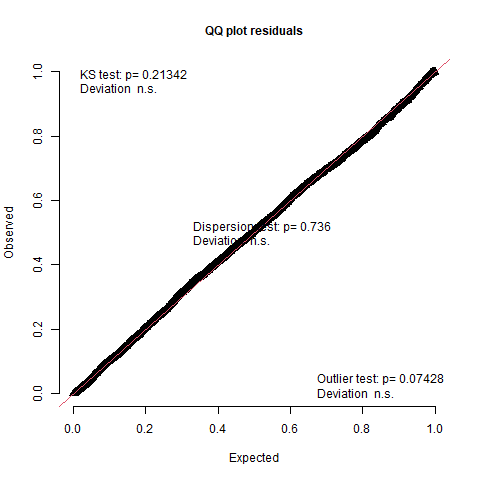 QQ plot residuals
KS test: p= 0.21342
Deviation n.s.
Dispersion test: p= 0.736
Deviation n.s.
Outlier test: p= 0.07428
Deviation n.s.
Observed
0.0
0.2
0.4
0.6
0.8
1.0
0.0 0.2 0.4 0.6 0.8 1.0
Expected